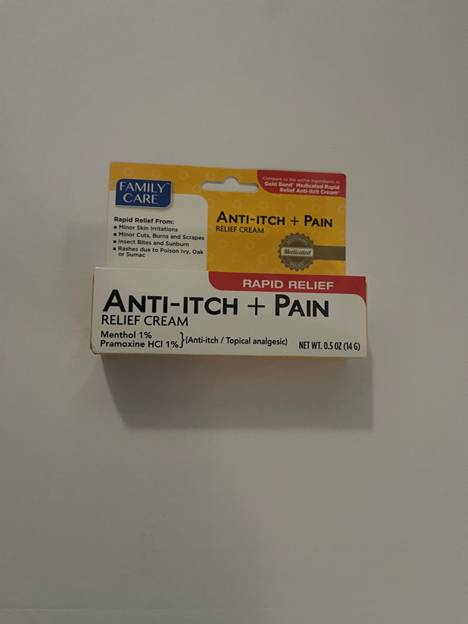 FAMILY
CARE
Compare to the active ingredients in
Gold Bond® Medicated Rapid
Relief Anti-Itch Cream*
Rapid Relief From:
• Minor Skin Irritations
• Minor Cuts, Burns and Scrapes
• Insect Bites and Sunburn
• Rashes due to Poison Ivy, Oak
or Sumac
ANTI-ITCH + PAIN
RELIEF CREAM
Medicated
RAPID RELIEF
ANTI-ITCH + PAIN
RELIEF CREAM
Menthol 1%
Pramoxine HCl 1%
}(Anti-itch / Topical analgesic)
NET WT. 0.5 OZ (14 G)